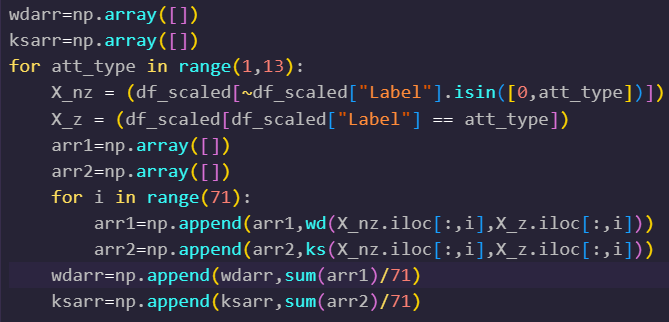 wdarr=np.array([])
ksarr=np.array([])
for att_type in range(1,13):
    X_nz = (df_scaled[~df_scaled["Label"].isin([0,att_type])])
    X_z = (df_scaled[df_scaled["Label"] == att_type])
    arr1=np.array([])
    arr2=np.array([])
    for i in range(71):
        arr1=np.append(arr1,wd(X_nz.iloc[:,i],X_z.iloc[:,i]))
        arr2=np.append(arr2,ks(X_nz.iloc[:,i],X_z.iloc[:,i]))
    wdarr=np.append(wdarr,sum(arr1)/71)
    ksarr=np.append(ksarr,sum(arr2)/71)